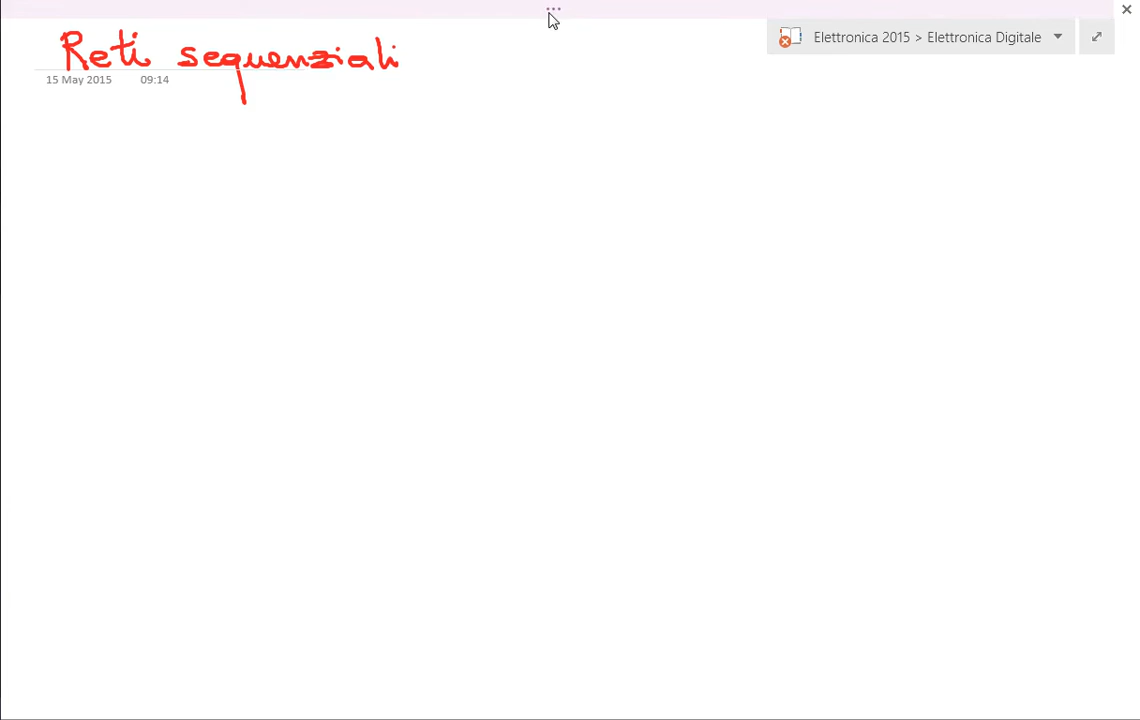 Elettronica 2015 > Elettronica Digitale
Reti sequenziali
15 May 2015 09:14